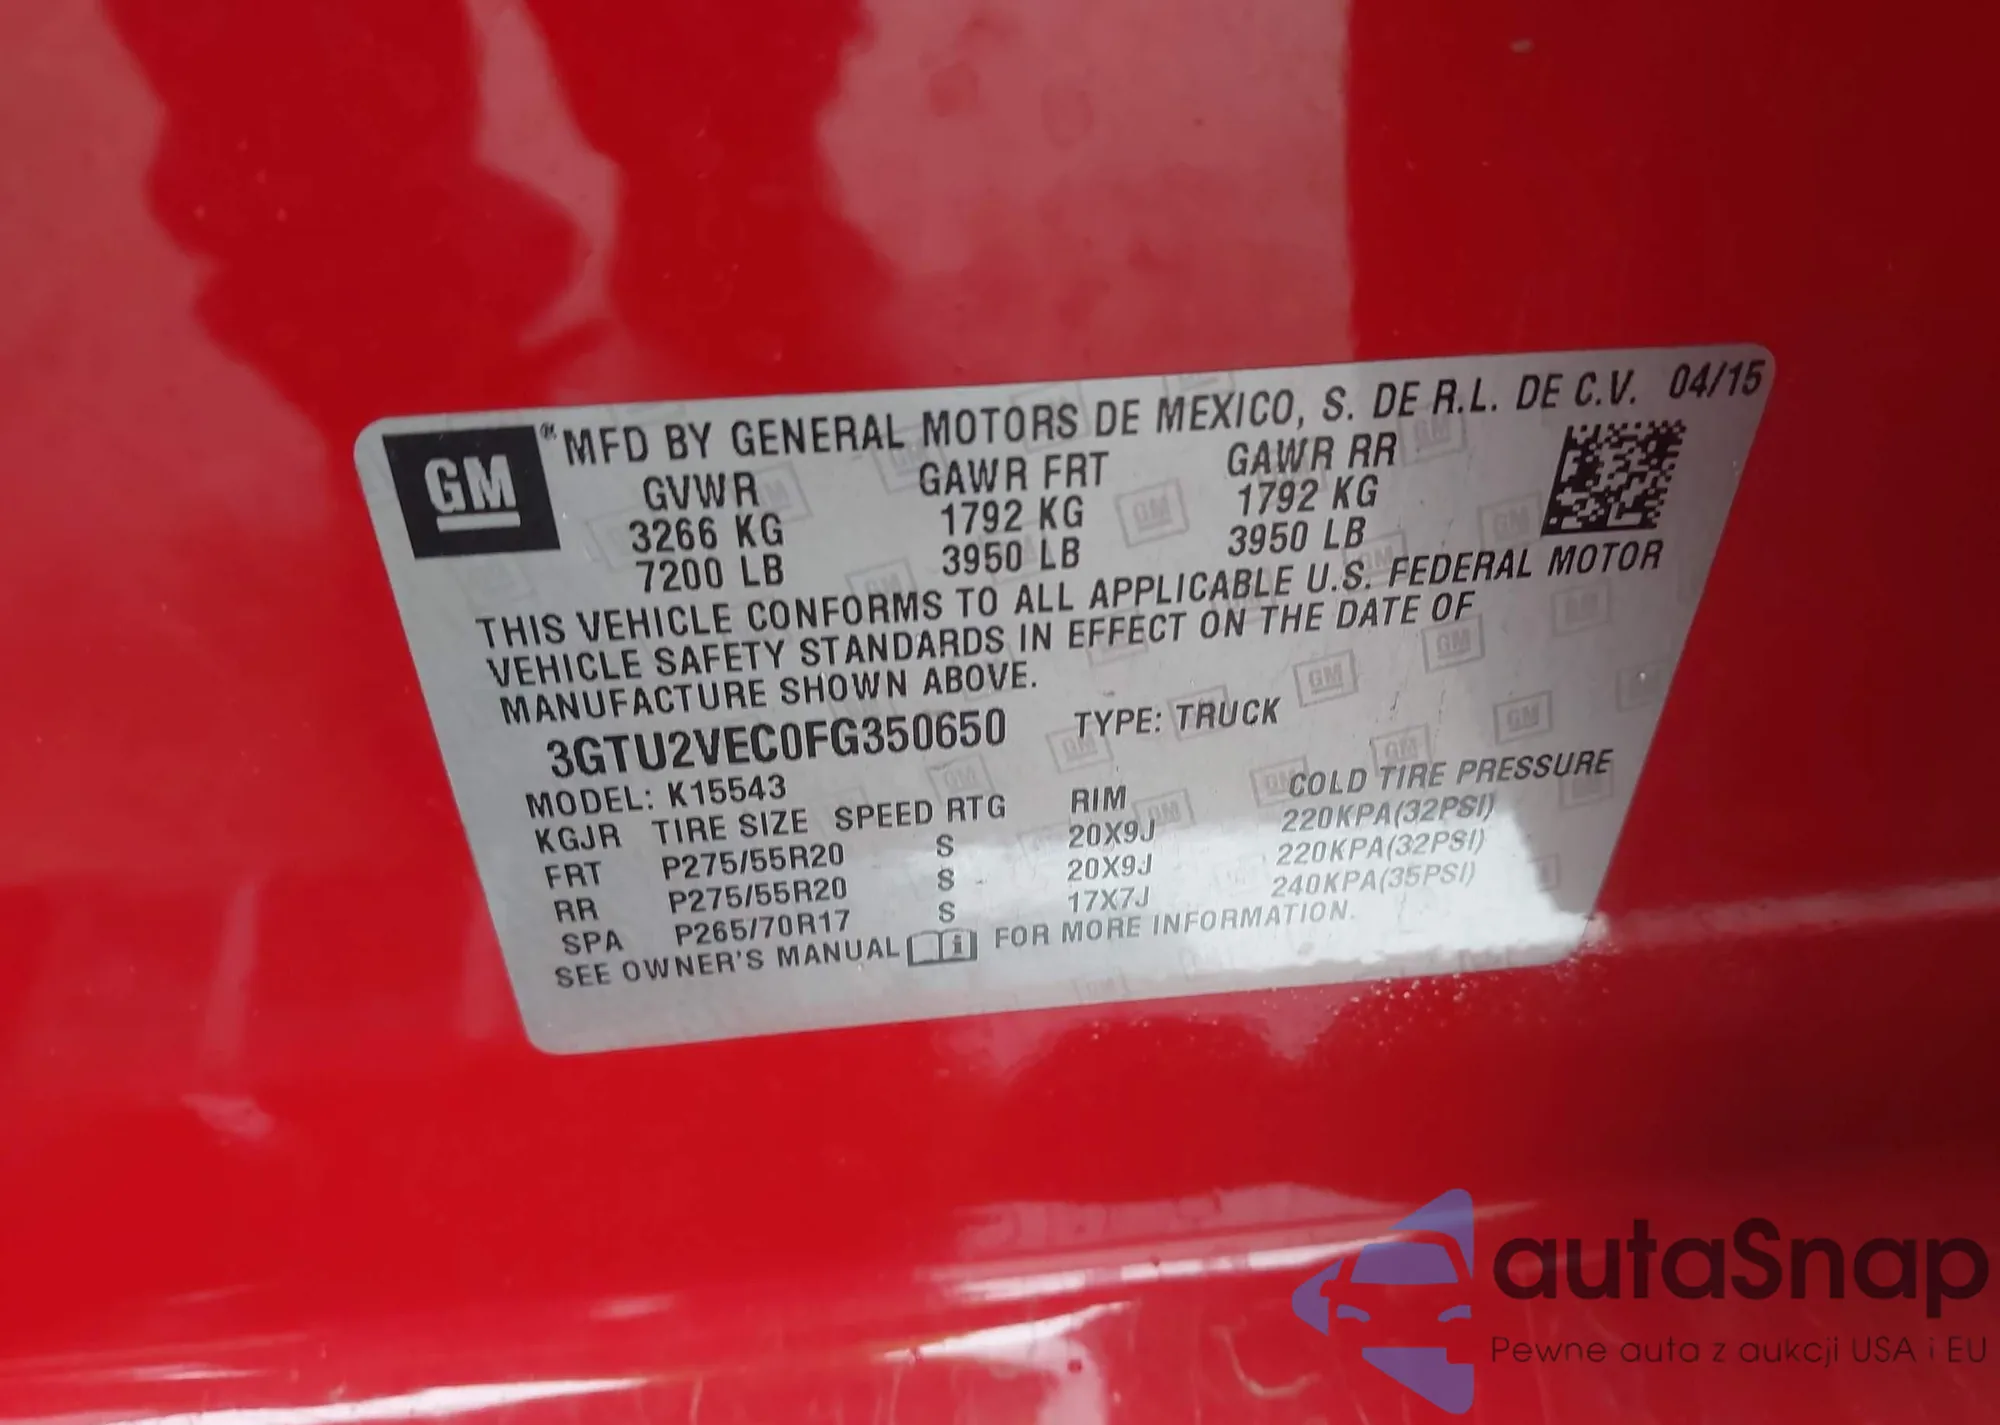 GM ® MFD BY GENERAL MOTORS DE MEXICO, S. DE R.L. DE C.V. 04/15
GVWR GAWR FRT GAWR RR
3266 KG 1792 KG 1792 KG
7200 LB 3950 LB 3950 LB
THIS VEHICLE CONFORMS TO ALL APPLICABLE U.S. FEDERAL MOTOR
VEHICLE SAFETY STANDARDS IN EFFECT ON THE DATE OF
MANUFACTURE SHOWN ABOVE.
3GTU2VEC0FG350650 TYPE: TRUCK
MODEL: K15543
KGJR TIRE SIZE SPEED RTG RIM COLD TIRE PRESSURE
FRT P275/55R20 S 20X9J 220KPA(32PSI)
RR P275/55R20 S 20X9J 220KPA(32PSI)
SPA P265/70R17 S 17X7J 240KPA(35PSI)
SEE OWNER'S MANUAL i FOR MORE INFORMATION.
autaSnap
Pewne auta z aukcji USA i EU